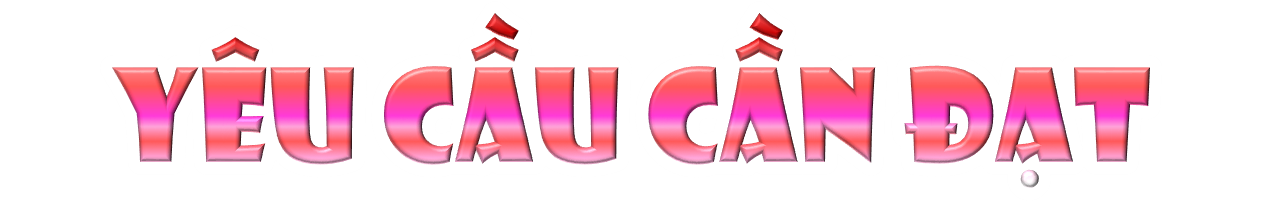 YÊU CẦU CẦN ĐẠT